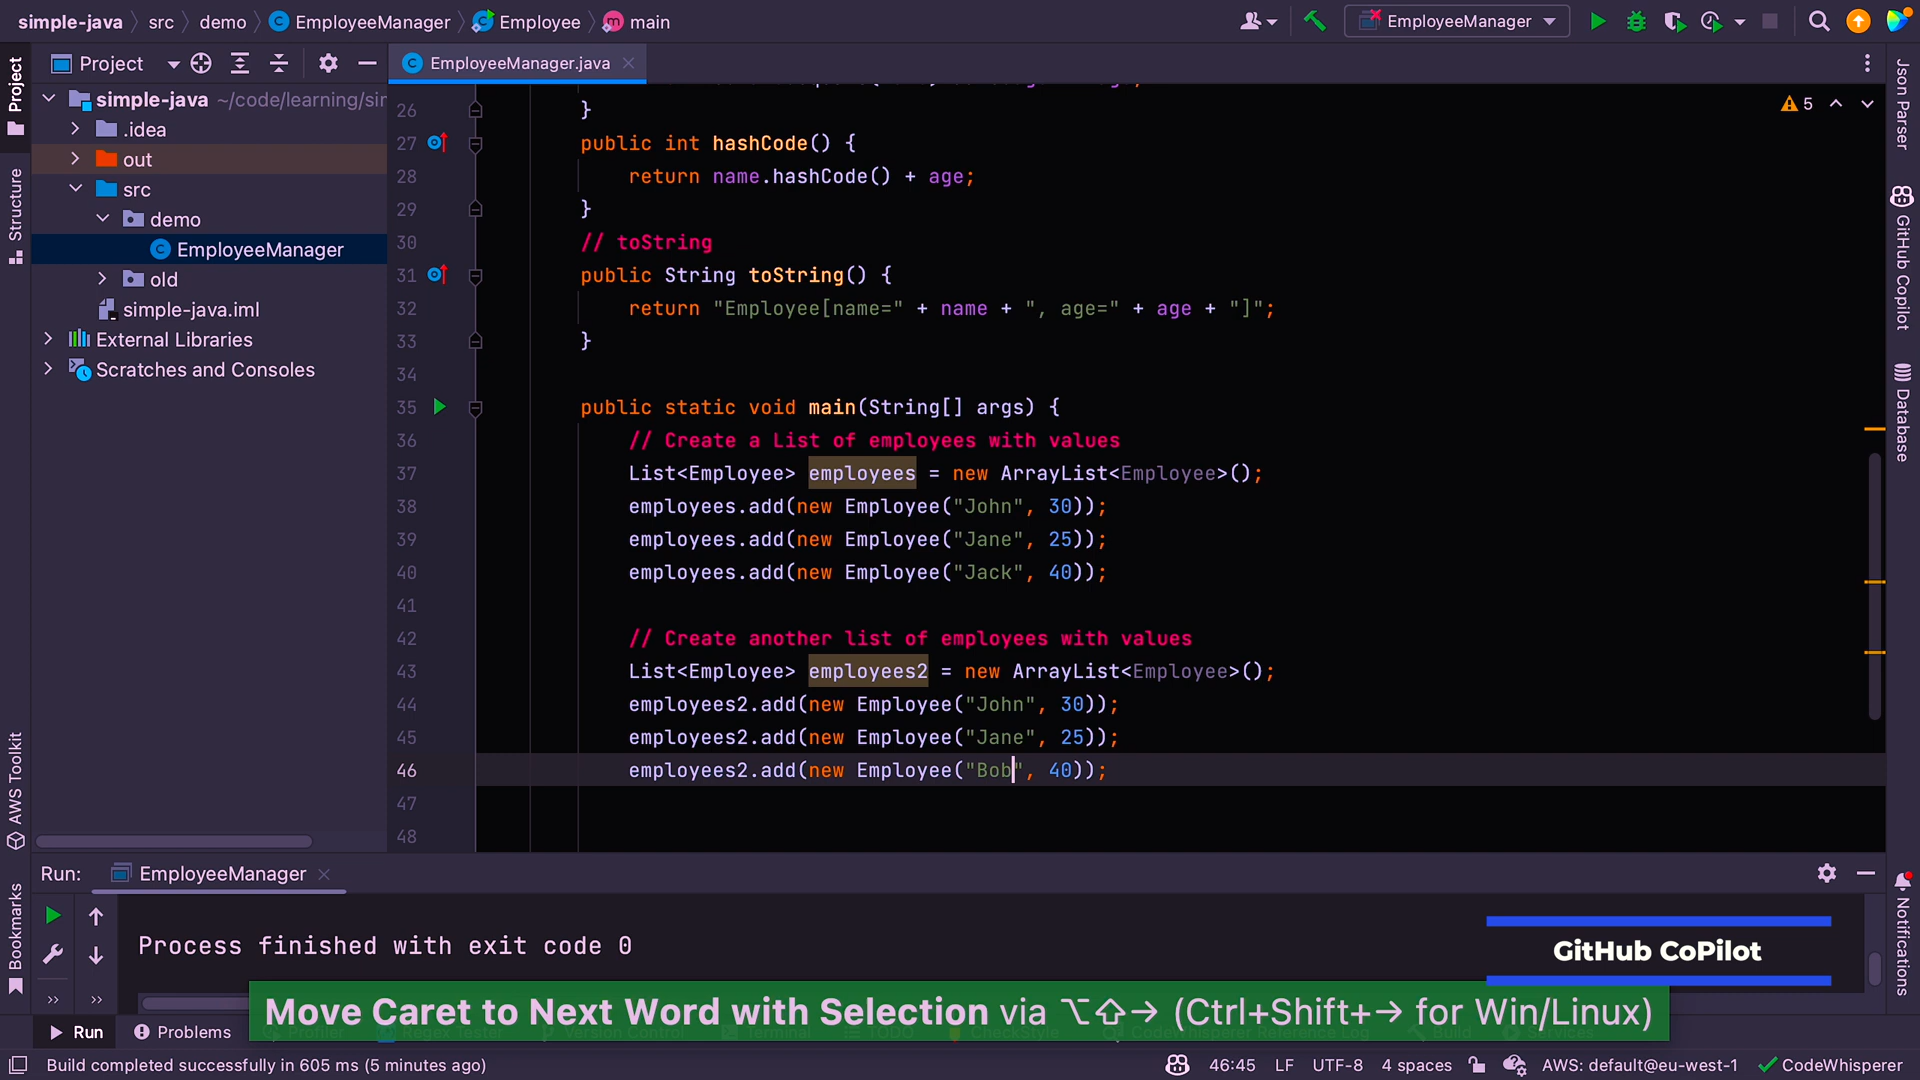 simple-java
src
demo
EmployeeManager
Employee
main
EmployeeManager
Project
EmployeeManager.java
simple-java ~/code/learning/sir
.idea
out
src
demo
EmployeeManager
old
simple-java.iml
External Libraries
Scratches and Consoles
Project
Structure
AWS Toolkit
Bookmarks
Json Parser
GitHub Copilot
Database
Notifications
5
26 }
27 public int hashCode() {
28 return name.hashCode() + age;
29 }
30 // toString
31 public String toString() {
32 return "Employee[name=" + name + ", age=" + age + "]";
33 }
34
35 public static void main(String[] args) {
36 // Create a List of employees with values
37 List<Employee> employees = new ArrayList<Employee>();
38 employees.add(new Employee("John", 30));
39 employees.add(new Employee("Jane", 25));
40 employees.add(new Employee("Jack", 40));
41
42 // Create another list of employees with values
43 List<Employee> employees2 = new ArrayList<Employee>();
44 employees2.add(new Employee("John", 30));
45 employees2.add(new Employee("Jane", 25));
46 employees2.add(new Employee("Bob", 40));
47
48
Run: EmployeeManager
Process finished with exit code 0
GitHub CoPilot
Move Caret to Next Word with Selection via ⌥⇧→ (Ctrl+Shift+→ for Win/Linux)
Run
Problems
Build completed successfully in 605 ms (5 minutes ago)
46:45 LF UTF-8 4 spaces AWS: default@eu-west-1 CodeWhisperer